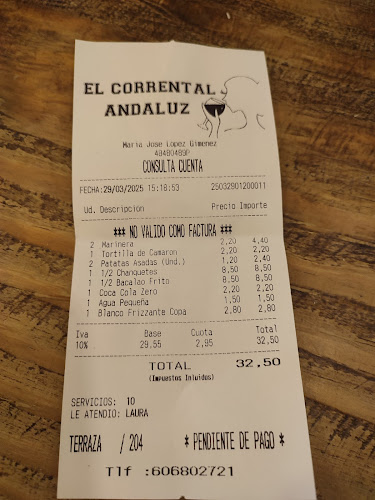 EL CORRENTAL
ANDALUZ
Maria Jose Lopez Gimenez
48480489P
CONSULTA CUENTA
FECHA:29/03/2025 15:18:53 25032901200011
Ud. Descripción Precio Importe
*** NO VALIDO COMO FACTURA ***
2 Marinera 2,20 4,40
1 Tortilla de Camaron 2,20 2,20
2 Patatas Asadas (Und.) 1,20 2,40
1 1/2 Chanquetes 8,50 8,50
1 1/2 Bacalao Frito 8,50 8,50
1 Coca Cola Zero 2,20 2,20
1 Agua Pequeña 1,50 1,50
1 Blanco Frizzante Copa 2,80 2,80
Iva Base Cuota Total
10% 29,55 2,95 32,50
TOTAL 32,50
(Impuestos Inluidos)
SERVICIOS: 10
LE ATENDIO: LAURA
TERRAZA / 204 * PENDIENTE DE PAGO *
Tlf :606802721